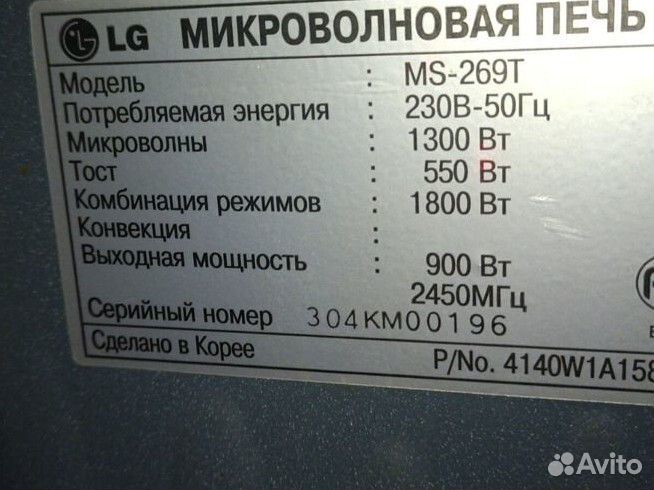 LG МИКРОВОЛНОВАЯ ПЕЧЬ
Модель : MS-269T
Потребляемая энергия : 230В-50Гц
Микроволны : 1300 Вт
Тост : 550 Вт
Комбинация режимов : 1800 Вт
Конвекция :
Выходная мощность : 900 Вт
2450МГц
Серийный номер 304KM00196
Сделано в Корее
P/No. 4140W1A158
Avito